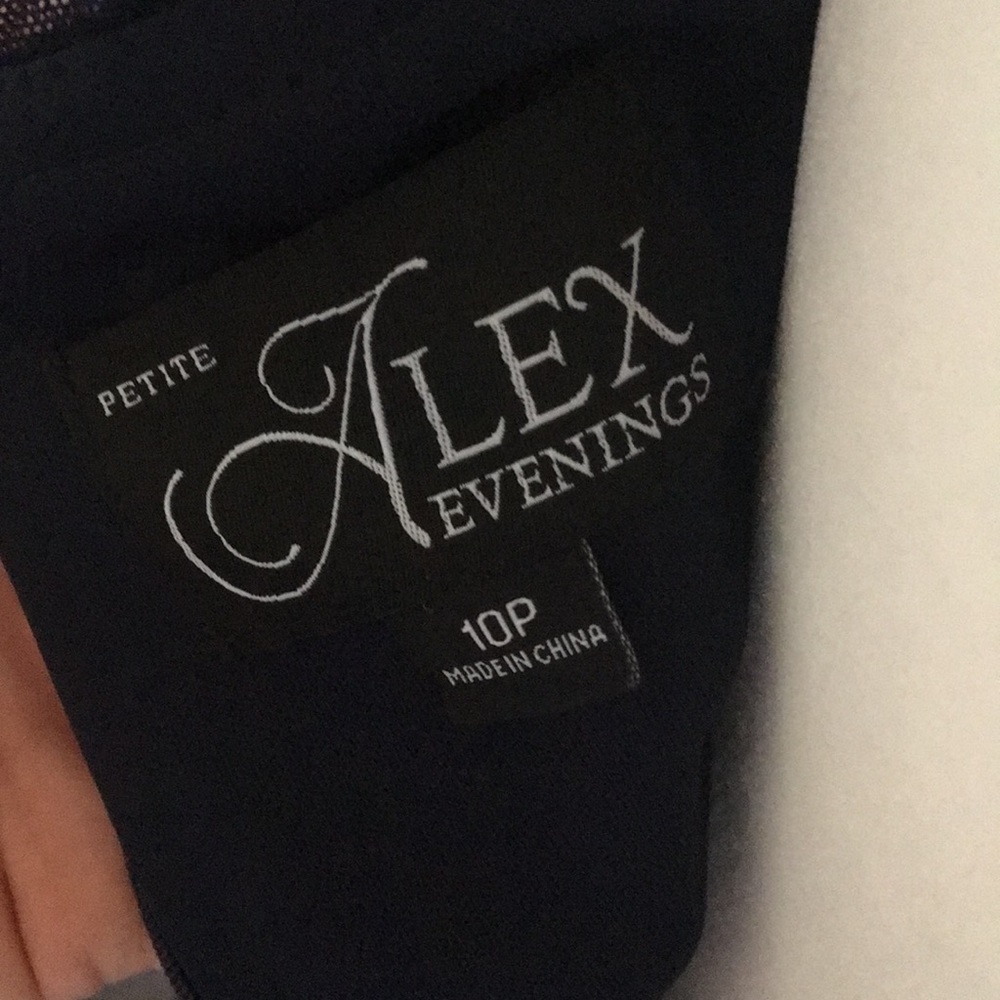 PETITE
ALEX
EVENINGS
10P
MADE IN CHINA